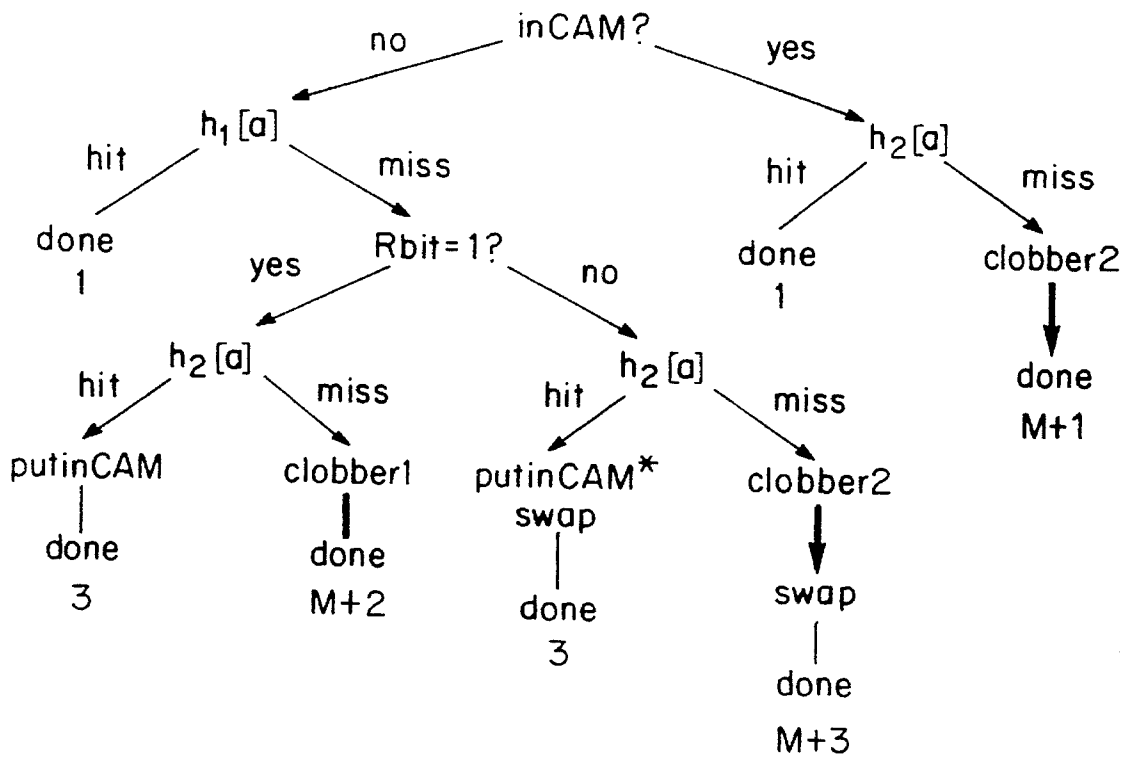 inCAM?
no
yes
h1[a]
h2[a]
hit
miss
hit
miss
done
1
Rbit=1?
done
1
clobber2
yes
no
done
M+1
h2[a]
h2[a]
hit
miss
hit
miss
putinCAM
clobber1
putinCAM*
swap
clobber2
done
3
done
M+2
done
3
swap
done
M+3